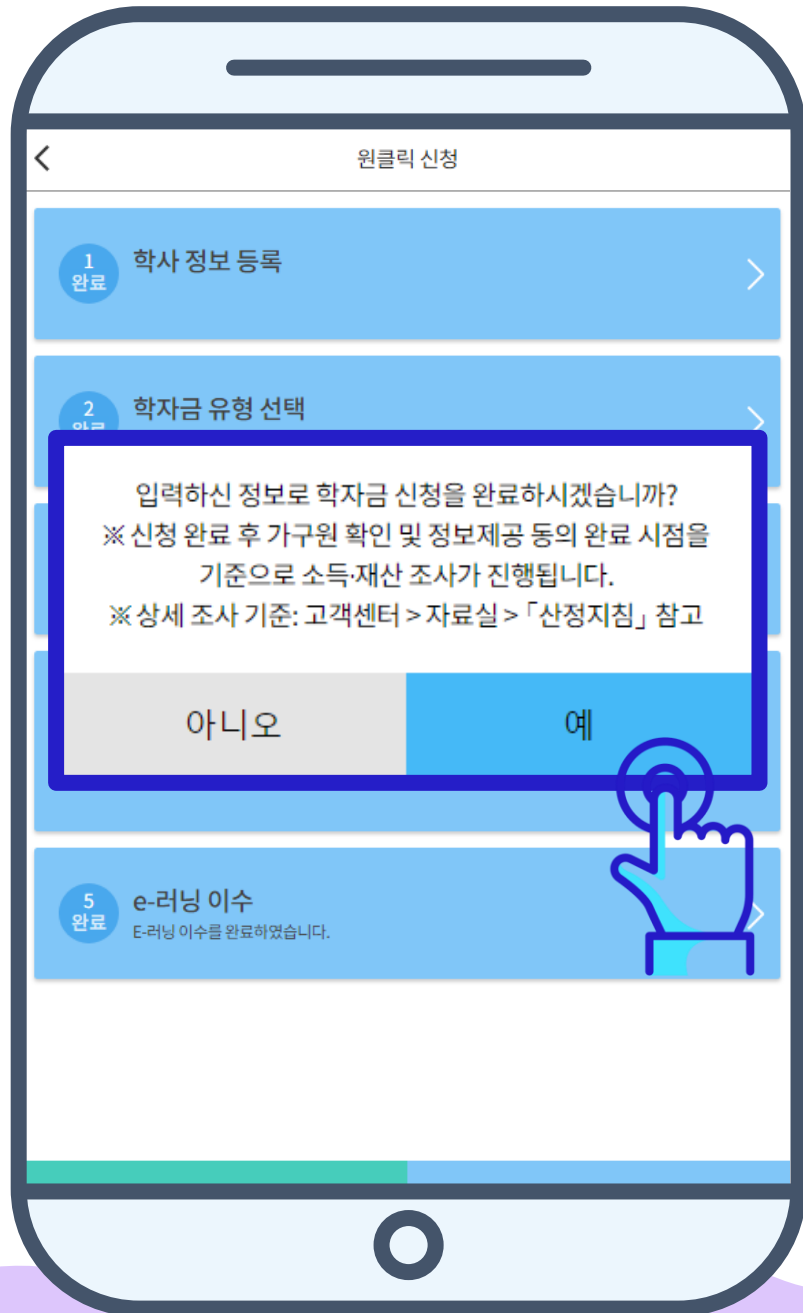 원클릭 신청
1
완료
학사 정보 등록
2
학자금 유형 선택
입력하신 정보로 학자금 신청을 완료하시겠습니까?
※ 신청 완료 후 가구원 확인 및 정보제공 동의 완료 시점을
기준으로 소득·재산 조사가 진행됩니다.
※ 상세 조사 기준: 고객센터 > 자료실 > 「산정지침」 참고
아니오
예
5
완료
e-러닝 이수
E-러닝 이수를 완료하였습니다.